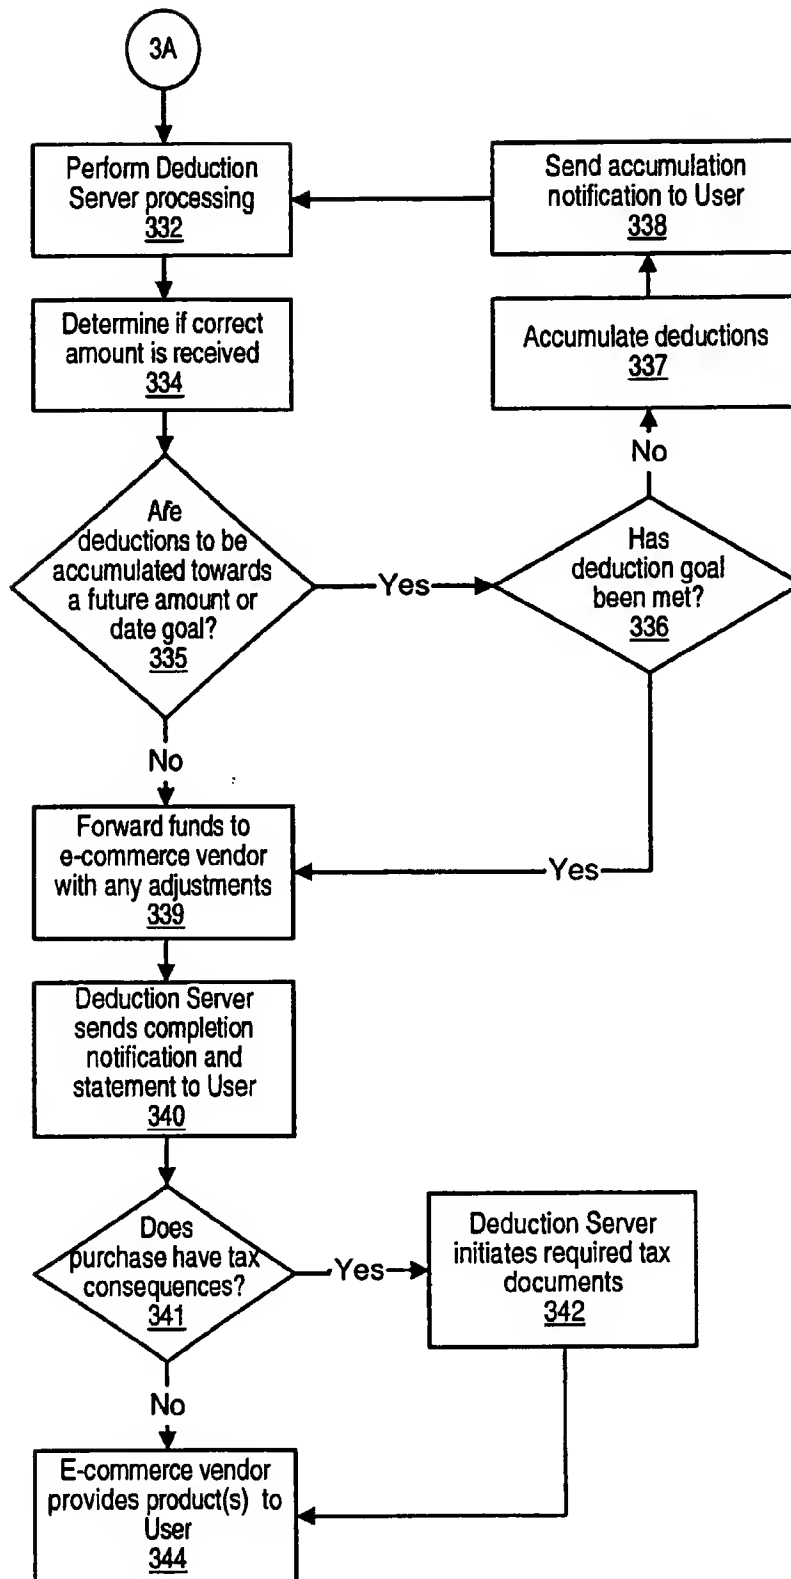 3A
Perform Deduction
Server processing
332
Send accumulation
notification to User
338
Determine if correct
amount is received
334
Accumulate deductions
337
No
Are
deductions to be
accumulated towards
a future amount or
date goal?
335
Yes
Has
deduction goal
been met?
336
No
Forward funds to
e-commerce vendor
with any adjustments
339
Yes
Deduction Server
sends completion
notification and
statement to User
340
Does
purchase have tax
consequences?
341
Yes
Deduction Server
initiates required tax
documents
342
No
E-commerce vendor
provides product(s) to
User
344